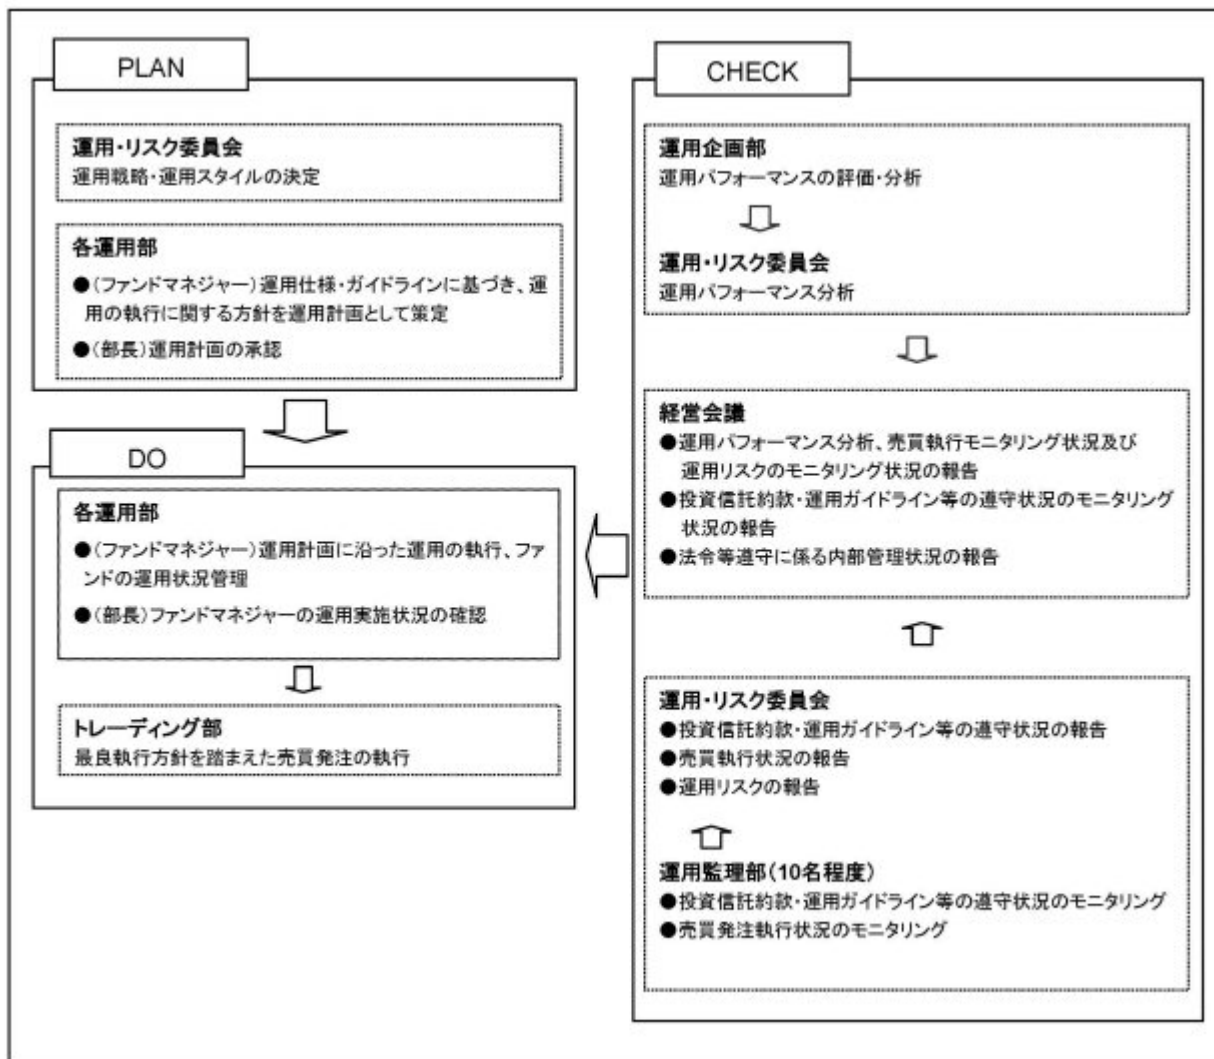 PLAN
運用・リスク委員会
運用戦略・運用スタイルの決定
各運用部
●(ファンドマネジャー)運用仕様・ガイドラインに基づき、運
用の執行に関する方針を運用計画として策定
●(部長)運用計画の承認
DO
各運用部
●(ファンドマネジャー)運用計画に沿った運用の執行、ファ
ンドの運用状況管理
●(部長)ファンドマネジャーの運用実施状況の確認
トレーディング部
最良執行方針を踏まえた売買発注の執行
CHECK
運用企画部
運用パフォーマンスの評価・分析
運用・リスク委員会
運用パフォーマンス分析
経営会議
●運用パフォーマンス分析、売買執行モニタリング状況及び
運用リスクのモニタリング状況の報告
●投資信託約款・運用ガイドライン等の遵守状況のモニタリング
状況の報告
●法令等遵守に係る内部管理状況の報告
運用・リスク委員会
●投資信託約款・運用ガイドライン等の遵守状況の報告
●売買執行状況の報告
●運用リスクの報告
運用監理部(10名程度)
●投資信託約款・運用ガイドライン等の遵守状況のモニタリング
●売買発注執行状況のモニタリング